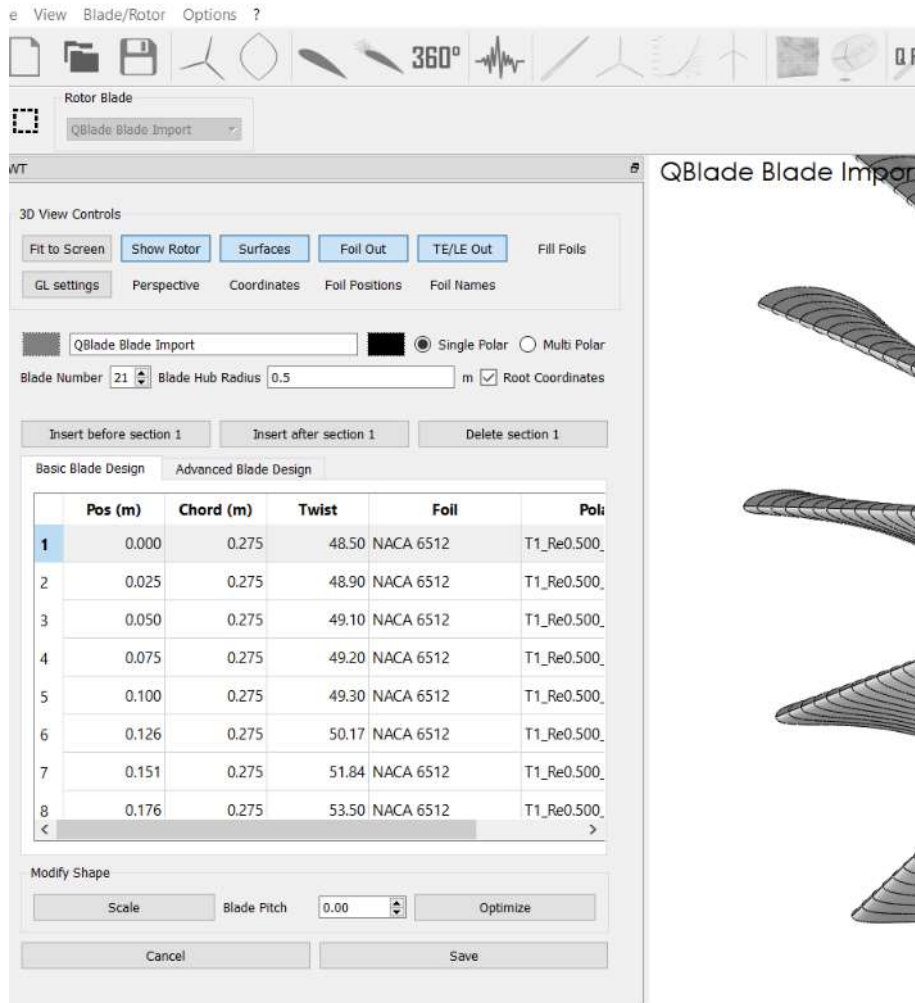 e View Blade/Rotor Options ?
360°
Rotor Blade
QBlade Blade Import
WT
QBlade Blade Impor
3D View Controls
Fit to Screen Show Rotor Surfaces Foil Out TE/LE Out Fill Foils
GL settings Perspective Coordinates Foil Positions Foil Names
QBlade Blade Import Single Polar Multi Polar
Blade Number 21 Blade Hub Radius 0.5 m Root Coordinates
Insert before section 1 Insert after section 1 Delete section 1
Basic Blade Design Advanced Blade Design
Pos (m) Chord (m) Twist Foil Pola
1 0.000 0.275 48.50 NACA 6512 T1_Re0.500_
2 0.025 0.275 48.90 NACA 6512 T1_Re0.500_
3 0.050 0.275 49.10 NACA 6512 T1_Re0.500_
4 0.075 0.275 49.20 NACA 6512 T1_Re0.500_
5 0.100 0.275 49.30 NACA 6512 T1_Re0.500_
6 0.126 0.275 50.17 NACA 6512 T1_Re0.500_
7 0.151 0.275 51.84 NACA 6512 T1_Re0.500_
8 0.176 0.275 53.50 NACA 6512 T1_Re0.500_
Modify Shape
Scale Blade Pitch 0.00 Optimize
Cancel Save